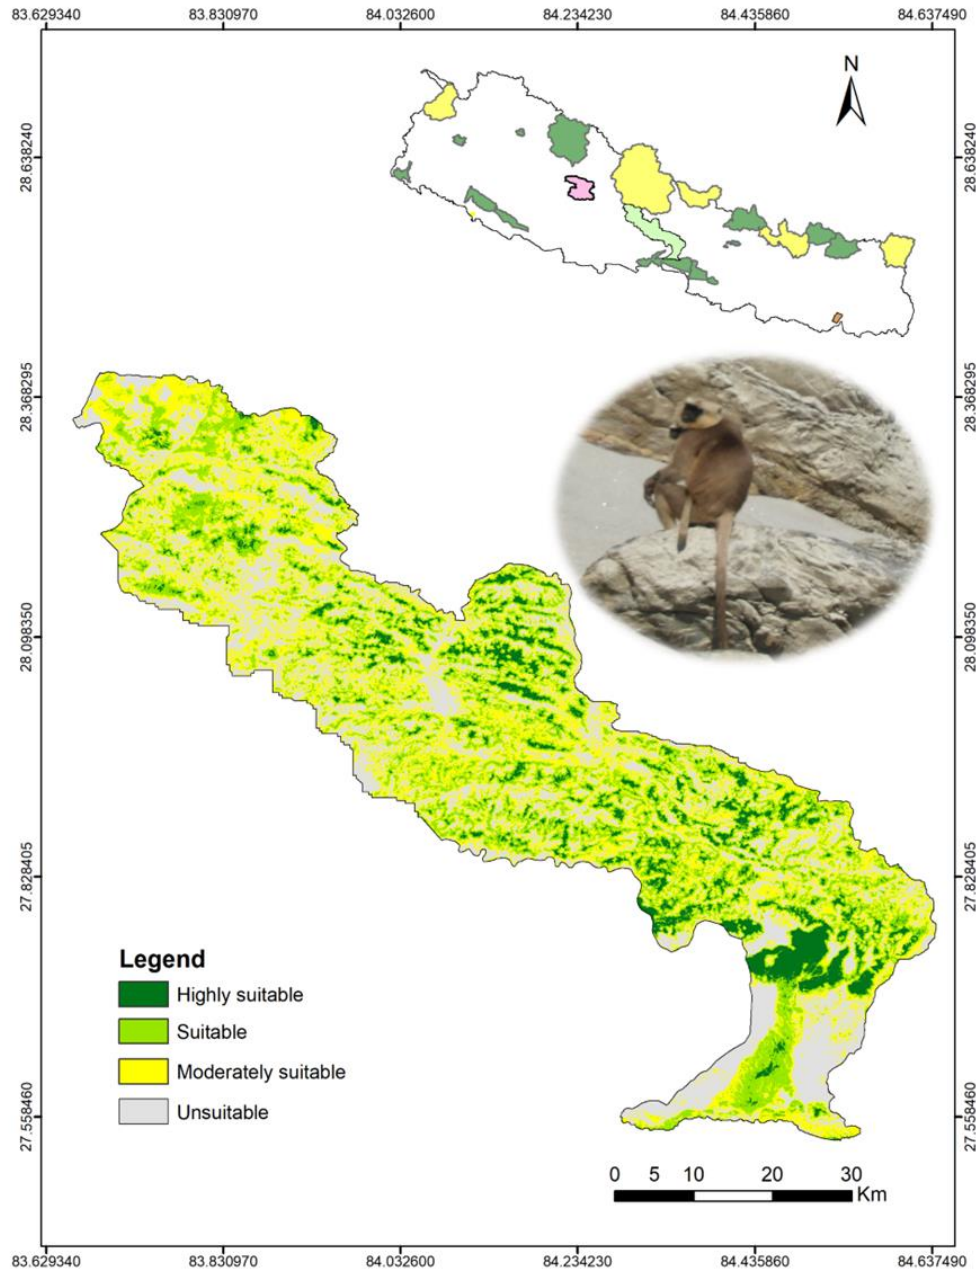 83.629340 83.830970 84.032600 84.234230 84.435860 84.637490
N
28.638240
28.638240
28.368295
28.368295
28.098350
28.098350
27.828405
27.828405
Legend
Highly suitable
Suitable
Moderately suitable
Unsuitable
27.558460
27.558460
0 5 10 20 30
Km
83.629340 83.830970 84.032600 84.234230 84.435860 84.637490